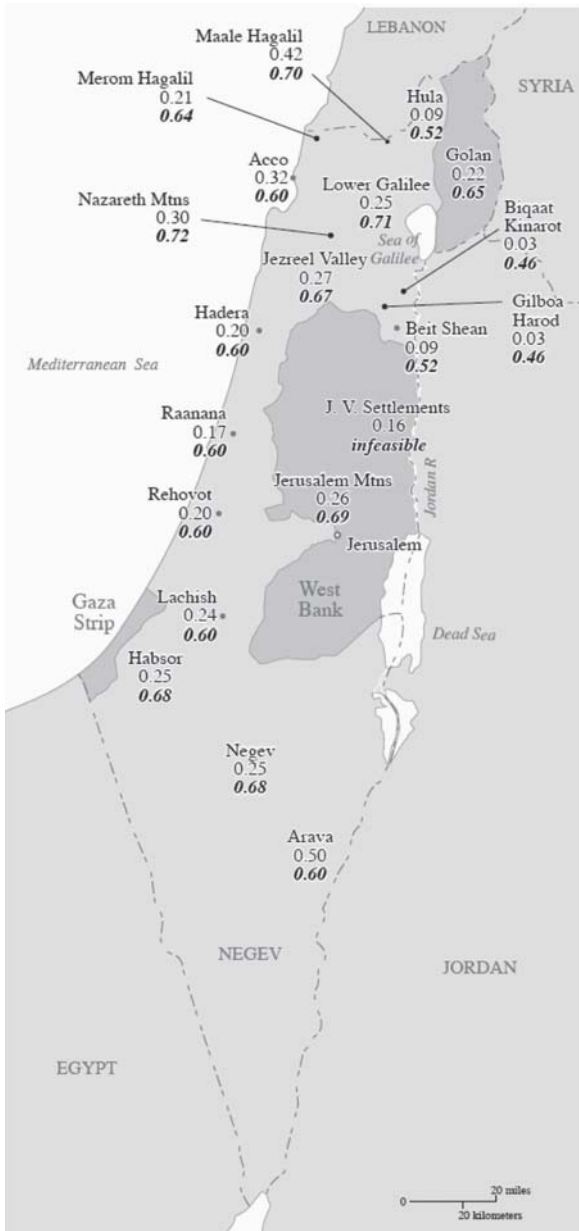 LEBANON
Maale Hagalil
0.42
0.70
SYRIA
Merom Hagalil
0.21
0.64
Hula
0.09
0.52
Golan
0.22
0.65
Acco
0.32
0.60
Lower Galilee
0.25
0.71
Nazareth Mtns
0.30
0.72
Sea of
Galilee
Biqaat
Kinarot
0.03
0.46
Jezreel Valley
0.27
0.67
Gilboa
Harod
0.03
0.46
Hadera
0.20
0.60
Beit Shean
0.09
0.52
Mediterranean Sea
Raanana
0.17
0.60
J. V. Settlements
0.16
infeasible
Jordan R
Rehovot
0.20
0.60
Jerusalem Mtns
0.26
0.69
Jerusalem
Gaza
Strip
Lachish
0.24
0.60
West
Bank
Dead Sea
Habsor
0.25
0.68
Negev
0.25
0.68
Arava
0.50
0.60
NEGEV
JORDAN
EGYPT
20 miles
0
20 kilometers